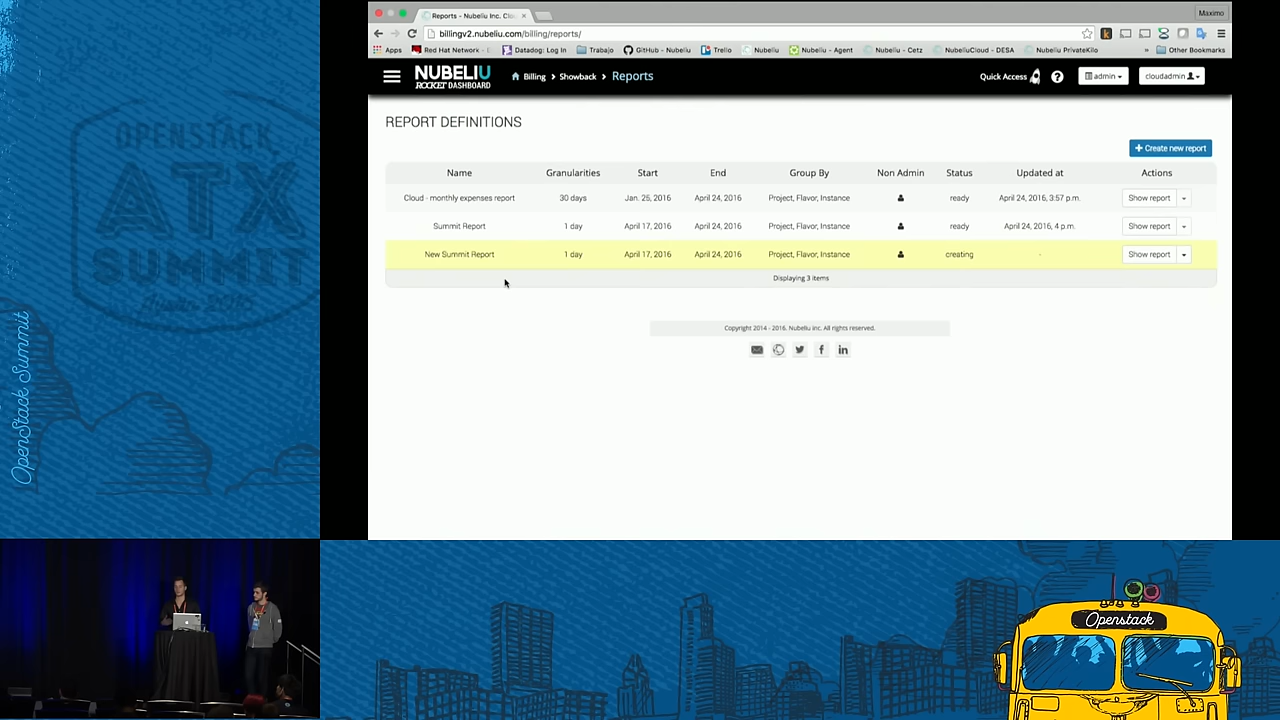 Reports - Nubeliu Inc. Clou
Maximo
billingv2.nubeliu.com/billing/reports/
Apps Red Hat Network - Datadog: Log In Trabajo GitHub - Nubeliu Trello Nubeliu Nubeliu - Agent Nubeliu - Cetz NubeliuCloud - DESA Nubeliu PrivateKilo » Other Bookmarks
NUBELIU
ROCKET DASHBOARD
Billing > Showback > Reports
Quick Access ? admin cloudadmin
REPORT DEFINITIONS
+ Create new report
Name Granularities Start End Group By Non Admin Status Updated at Actions
Cloud - monthly expenses report 30 days Jan. 25, 2016 April 24, 2016 Project, Flavor, Instance ready April 24, 2016, 3:57 p.m. Show report
Summit Report 1 day April 17, 2016 April 24, 2016 Project, Flavor, Instance ready April 24, 2016, 4 p.m. Show report
New Summit Report 1 day April 17, 2016 April 24, 2016 Project, Flavor, Instance creating - Show report
Displaying 3 items
Copyright 2014 - 2016. Nubeliu inc. All rights reserved.
OPENSTACK
ATX
SUMMIT
OpenStack Summit
Openstack